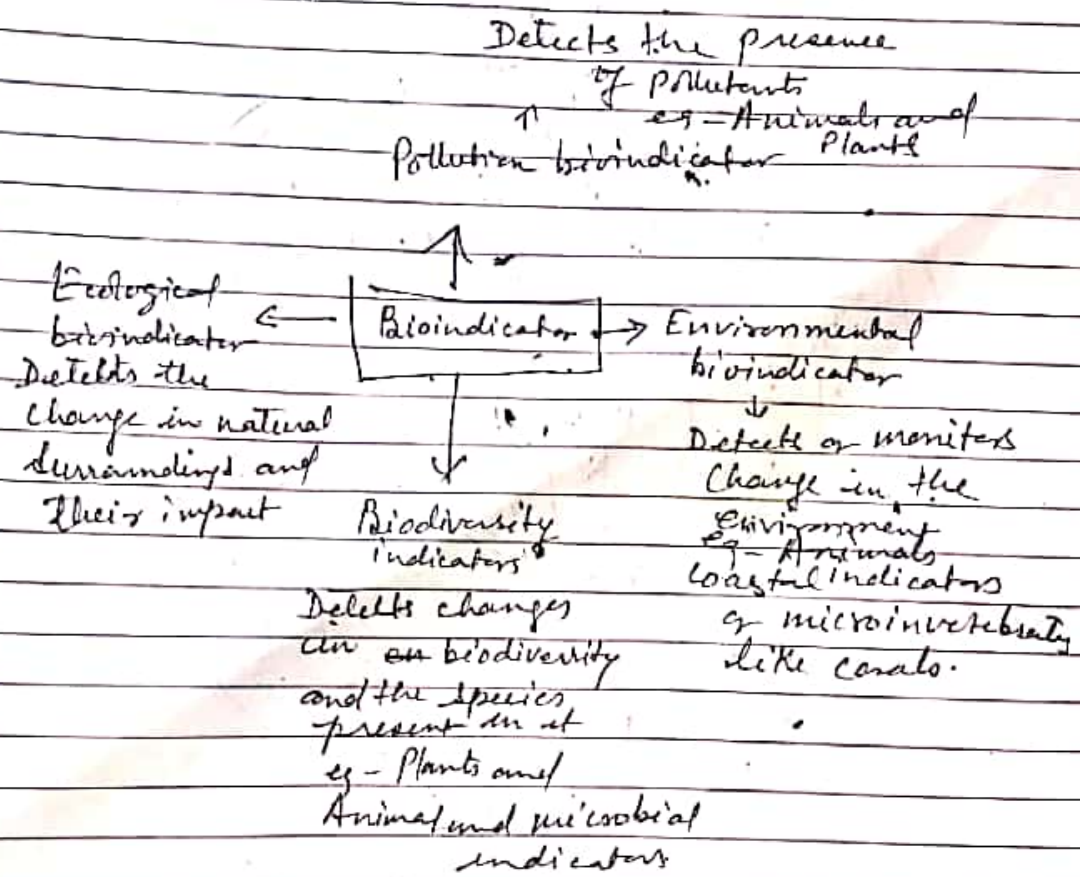 Detects the presence
of pollutants
eg - Animals and
Plants
Pollution bioindicator
Ecological
bioindicator
Detects the
change in natural
surroundings and
their impact
Bioindicator
Environmental
bioindicator
Detects or moniters
Change in the
environment
eg - Animals
Coastal indicators
or microinvetebraty
like corals.
Biodiversity
indicators
Detects changes
in en biodiversity
and the species
present in it
eg - Plants and
Animal and microbial
indicators